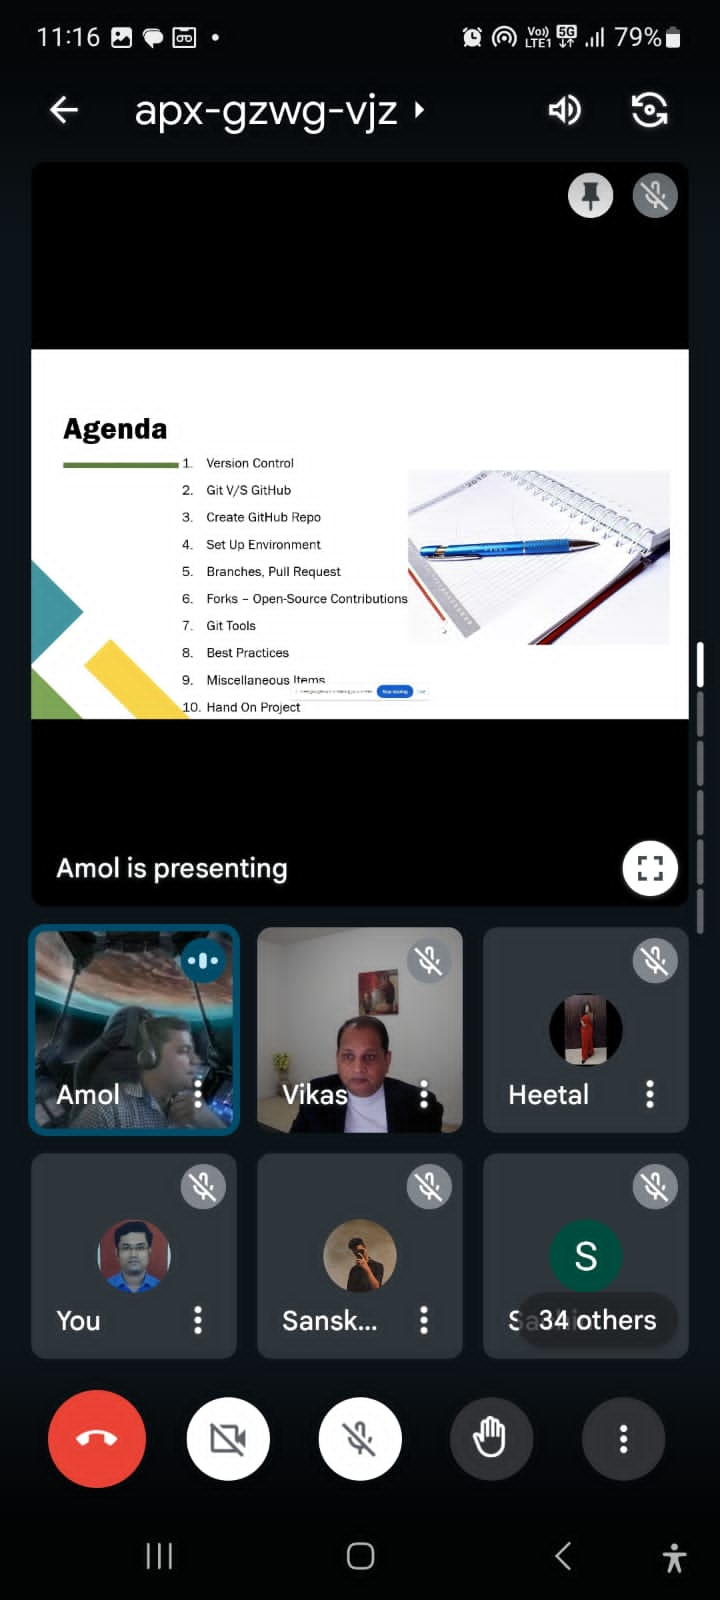 11:16
Vo)) LTE1 5G 79%
apx-gzwg-vjz
Agenda
1. Version Control
2. Git V/S GitHub
3. Create GitHub Repo
4. Set Up Environment
5. Branches, Pull Request
6. Forks – Open-Source Contributions
7. Git Tools
8. Best Practices
9. Miscellaneous Items
10. Hand On Project
Amol is presenting
Amol
Vikas
Heetal
You
Sansk...
S
34 others